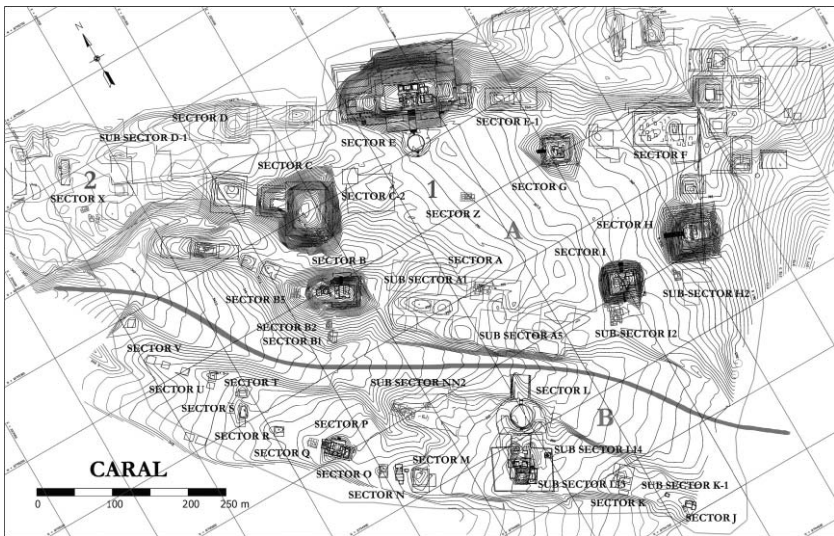 N
SECTOR D
SUB SECTOR D-1
SECTOR E
SECTOR E-1
SECTOR F
SECTOR G
SECTOR C
SECTOR C-2
2
SECTOR X
1
SECTOR Z
A
SECTOR H
SECTOR I
SECTOR B
SECTOR A
SUB SECTOR A1
SUB-SECTOR H2
SECTOR B3
SECTOR B2
SECTOR B1
SUB SECTOR A5
SUB-SECTOR I2
SECTOR V
SECTOR U
SECTOR T
SUB SECTOR NN2
SECTOR L
SECTOR S
B
SECTOR R
SECTOR P
SECTOR Q
SECTOR M
SUB SECTOR L14
SECTOR O
SECTOR N
SUB SECTOR L13
SECTOR K
SUB SECTOR K-1
SECTOR J
CARAL
0 50 100 150 200 250 m